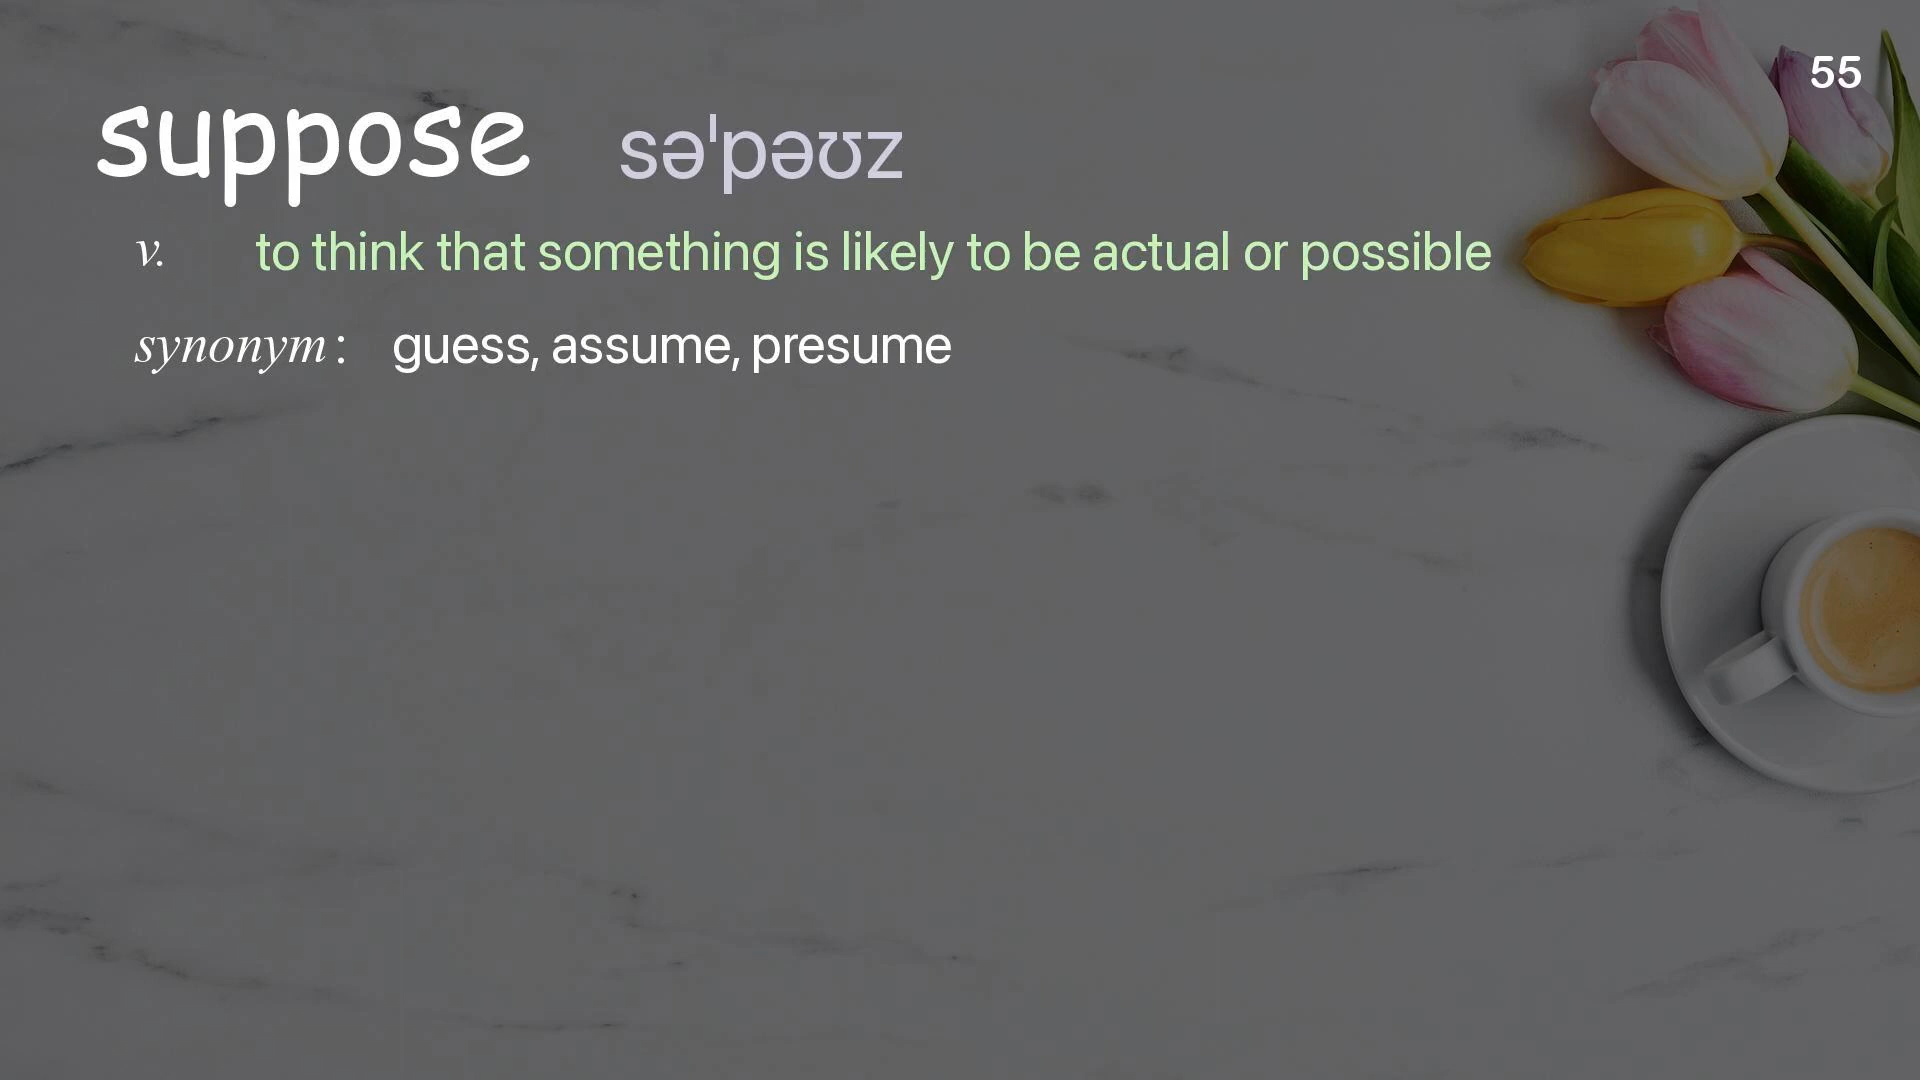 55
suppose səˈpəʊz
v. to think that something is likely to be actual or possible
synonym : guess, assume, presume